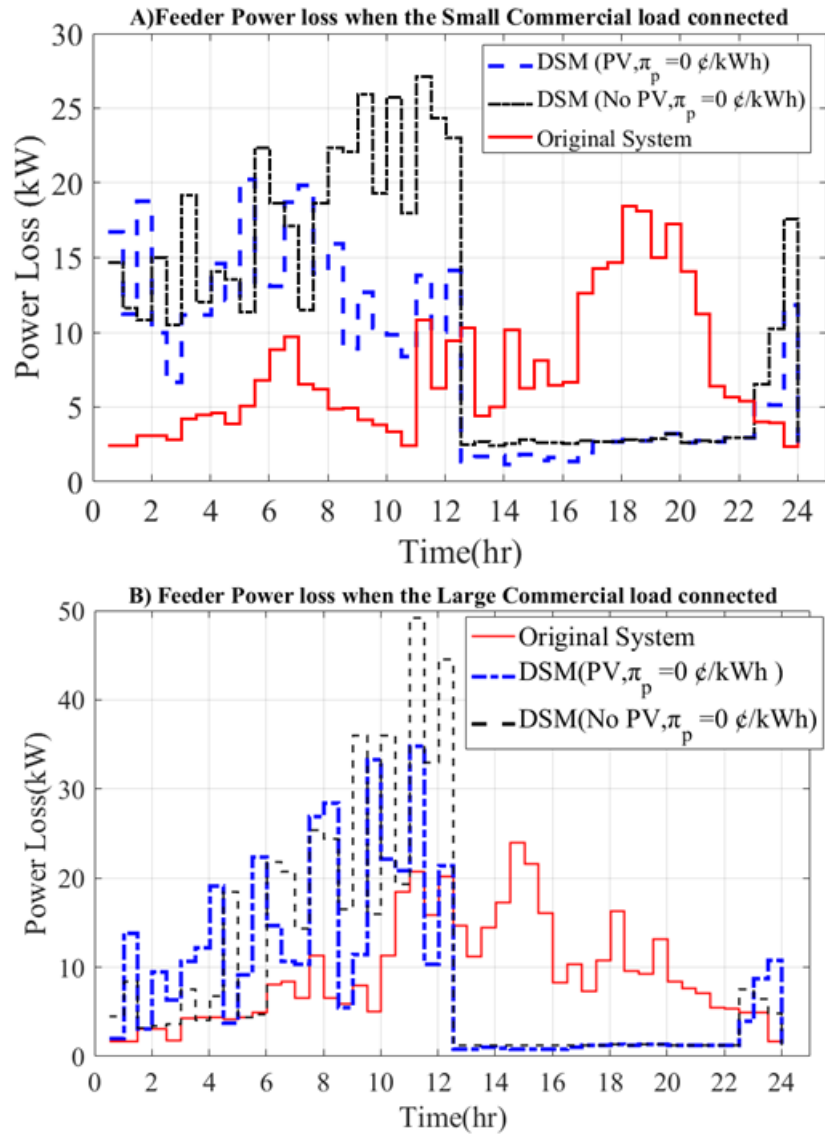 A)Feeder Power loss when the Small Commercial load connected
30
25
20
15
10
5
0
Power Loss (kW)
DSM (PV,π_p =0 ¢/kWh)
DSM (No PV,π_p =0 ¢/kWh)
Original System
0 2 4 6 8 10 12 14 16 18 20 22 24
Time(hr)
B) Feeder Power loss when the Large Commercial load connected
50
40
30
20
10
0
Power Loss(kW)
Original System
DSM(PV,π_p =0 ¢/kWh )
DSM(No PV,π_p =0 ¢/kWh)
0 2 4 6 8 10 12 14 16 18 20 22 24
Time(hr)